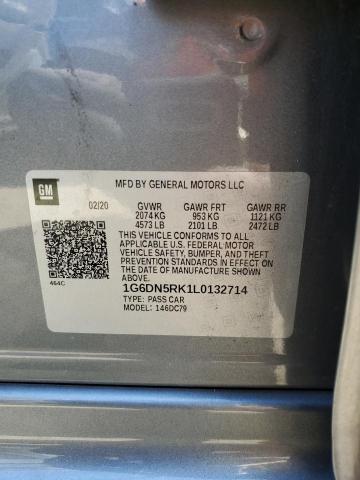 GM
MFD BY GENERAL MOTORS LLC
02/20 GVWR GAWR FRT GAWR RR
2074 KG 953 KG 1121 KG
4573 LB 2101 LB 2472 LB
THIS VEHICLE CONFORMS TO ALL
APPLICABLE U.S. FEDERAL MOTOR
VEHICLE SAFETY, BUMPER, AND THEFT
PREVENTION STANDARDS IN EFFECT
ON THE DATE OF MANUFACTURE SHOWN
ABOVE.
464C
1G6DN5RK1L0132714
TYPE: PASS CAR
MODEL: 146DC79